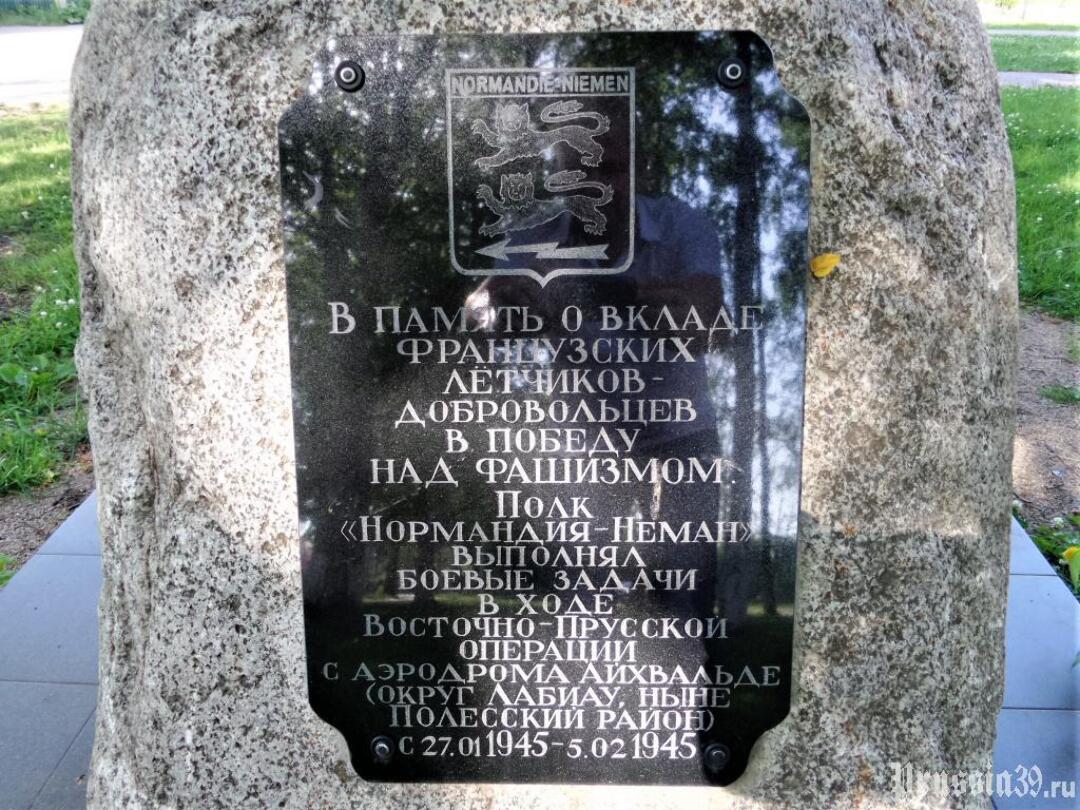 NORMANDIE-NIEMEN
В ПАМЯТЬ О ВКЛАДЕ
ФРАНЦУЗСКИХ
ЛЁТЧИКОВ-
ДОБРОВОЛЬЦЕВ
В ПОБЕДУ
НАД ФАШИЗМОМ.
ПОЛК
«НОРМАНДИЯ-НЕМАН»
ВЫПОЛНЯЛ
БОЕВЫЕ ЗАДАЧИ
В ХОДЕ
ВОСТОЧНО-ПРУССКОЙ
ОПЕРАЦИИ
С АЭРОДРОМА АЙХВАЛЬДЕ
(ОКРУГ ЛАБИАУ, НЫНЕ
ПОЛЕССКИЙ РАЙОН)
С 27.01 1945 - 5.02 1945
Prussia39.ru